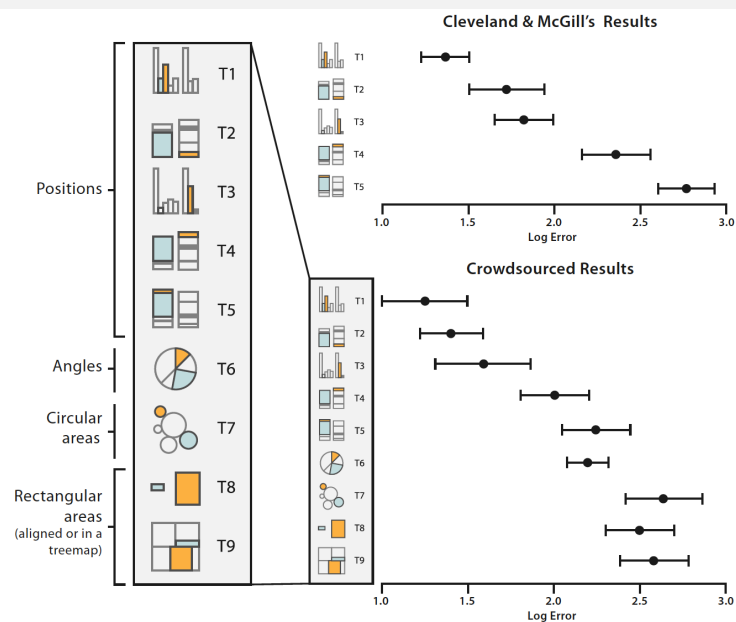 Cleveland & McGill's Results
Positions
T1
T2
T3
T4
T5
Angles
T6
Circular
areas
T7
Rectangular
areas
(aligned or in a
treemap)
T8
T9
T1
T2
T3
T4
T5
1.0 1.5 2.0 2.5 3.0
Log Error
Crowdsourced Results
T1
T2
T3
T4
T5
T6
T7
T8
T9
1.0 1.5 2.0 2.5 3.0
Log Error